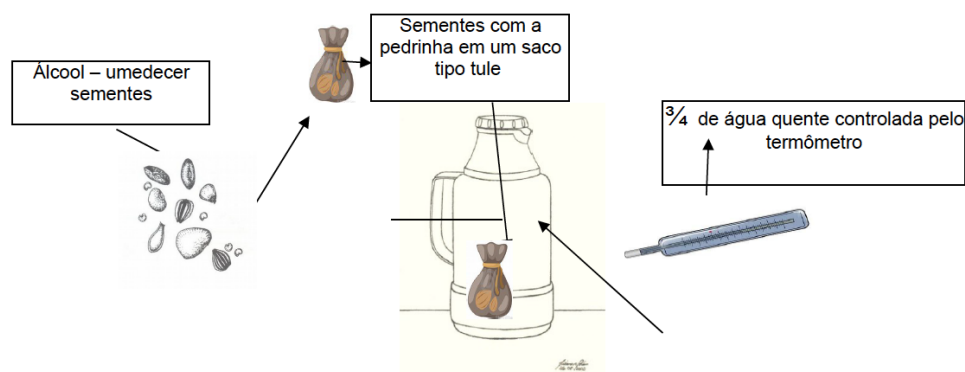 Álcool – umedecer
sementes
Sementes com a
pedrinha em um saco
tipo tule
¾ de água quente controlada pelo
termômetro